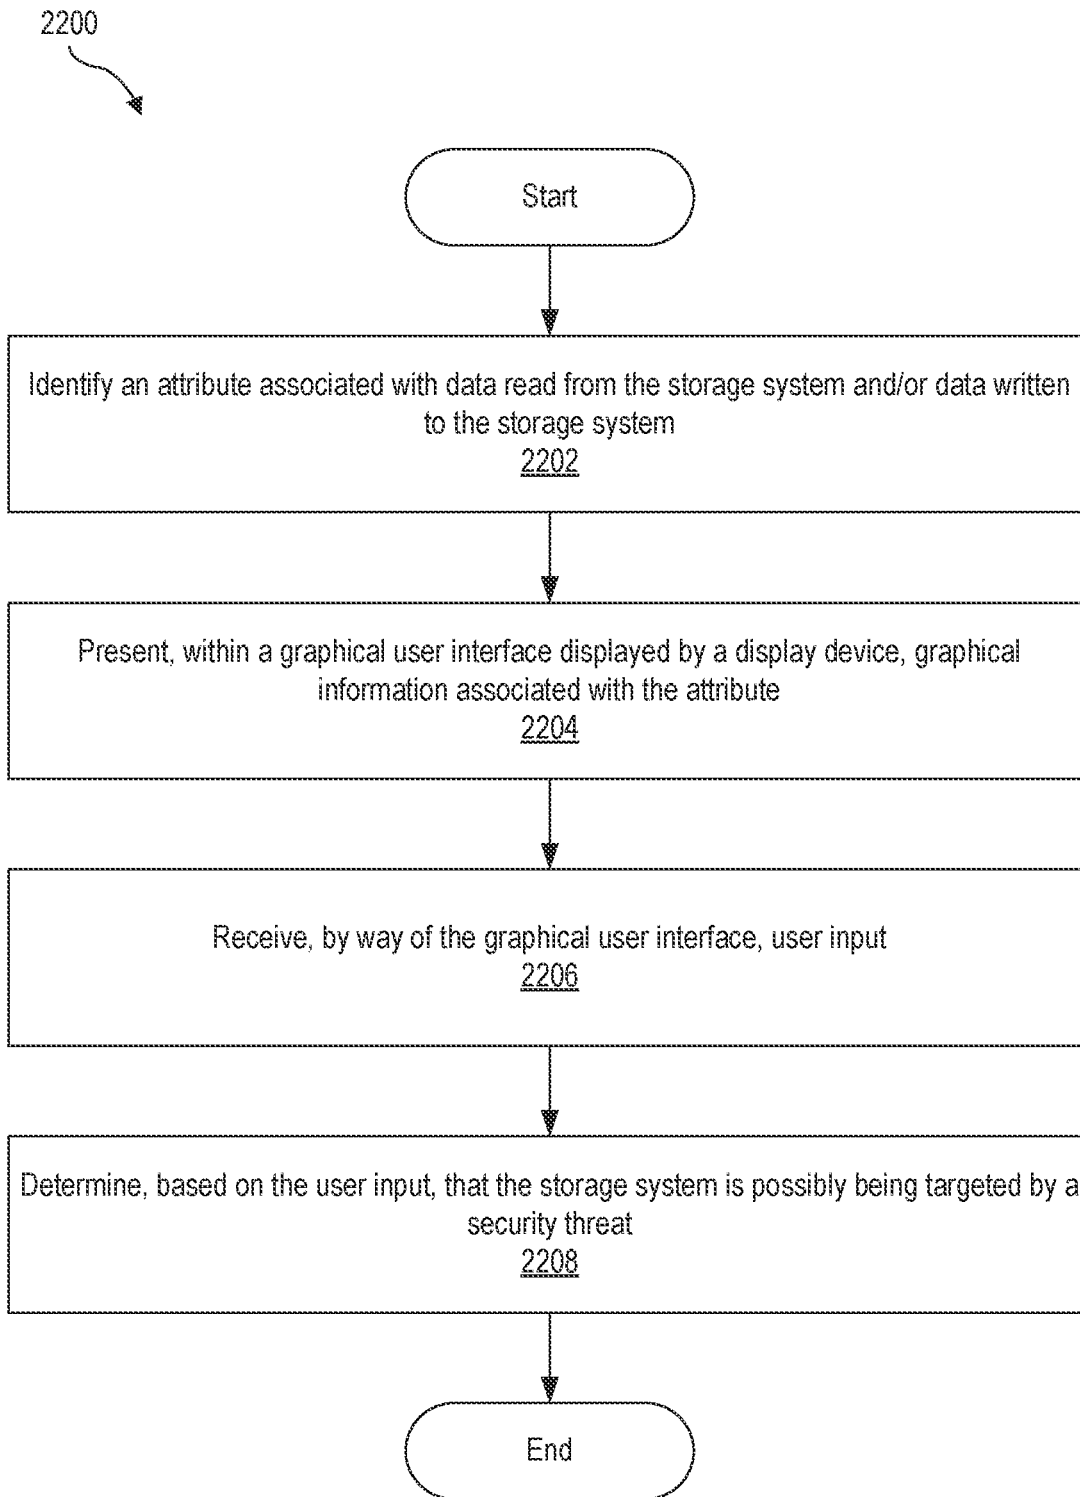 2200
Start
Identify an attribute associated with data read from the storage system and/or data written
to the storage system
2202
Present, within a graphical user interface displayed by a display device, graphical
information associated with the attribute
2204
Receive, by way of the graphical user interface, user input
2206
Determine, based on the user input, that the storage system is possibly being targeted by a
security threat
2208
End